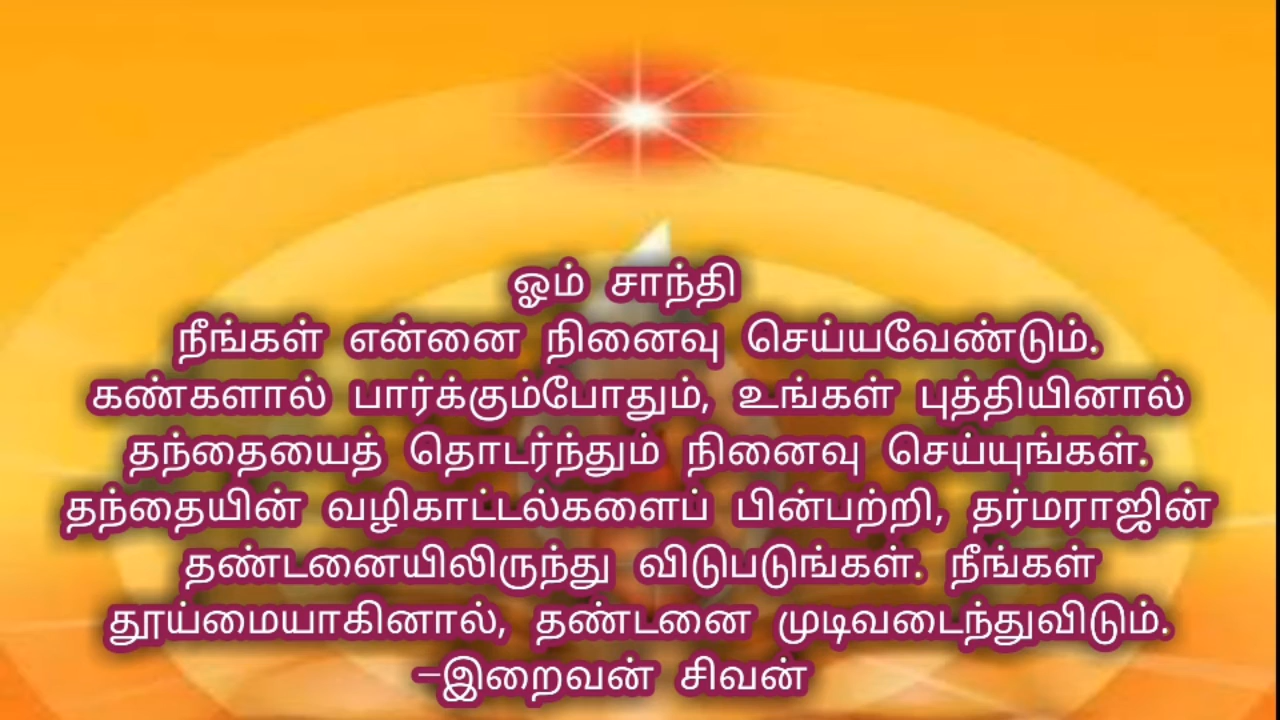 ஓம் சாந்தி
நீங்கள் என்னை நினைவு செய்யவேண்டும்.
கண்களால் பார்க்கும்போதும், உங்கள் புத்தியினால்
தந்தையைத் தொடர்ந்தும் நினைவு செய்யுங்கள்.
தந்தையின் வழிகாட்டல்களைப் பின்பற்றி, தர்மராஜின்
தண்டனையிலிருந்து விடுபடுங்கள். நீங்கள்
தூய்மையாகினால், தண்டனை முடிவடைந்துவிடும்.
–இறைவன் சிவன்